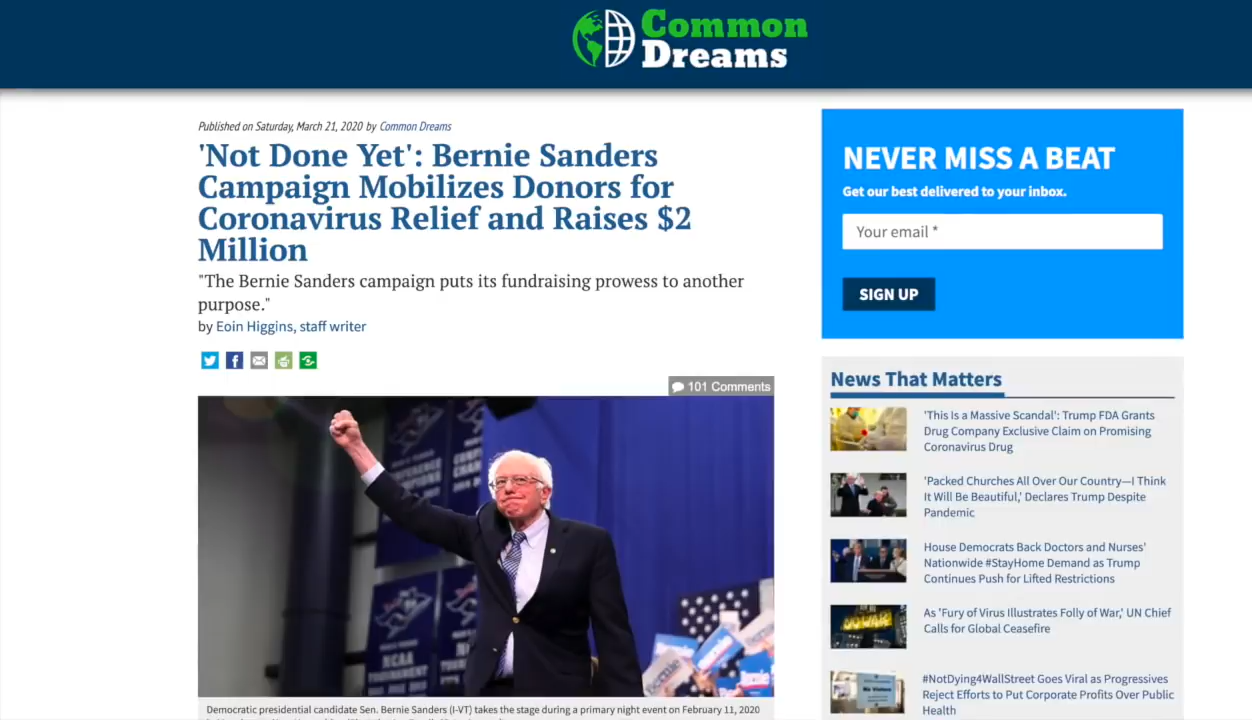 Common
Dreams
Published on Saturday, March 21, 2020 by Common Dreams
'Not Done Yet': Bernie Sanders
Campaign Mobilizes Donors for
Coronavirus Relief and Raises $2
Million
"The Bernie Sanders campaign puts its fundraising prowess to another
purpose."
by Eoin Higgins, staff writer
101 Comments
NCAA
Democratic presidential candidate Sen. Bernie Sanders (I-VT) takes the stage during a primary night event on February 11, 2020
NEVER MISS A BEAT
Get our best delivered to your inbox.
Your email *
SIGN UP
News That Matters
'This Is a Massive Scandal': Trump FDA Grants
Drug Company Exclusive Claim on Promising
Coronavirus Drug
'Packed Churches All Over Our Country—I Think
It Will Be Beautiful,' Declares Trump Despite
Pandemic
House Democrats Back Doctors and Nurses'
Nationwide #StayHome Demand as Trump
Continues Push for Lifted Restrictions
As 'Fury of Virus Illustrates Folly of War,' UN Chief
Calls for Global Ceasefire
#NotDying4WallStreet Goes Viral as Progressives
Reject Efforts to Put Corporate Profits Over Public
Health